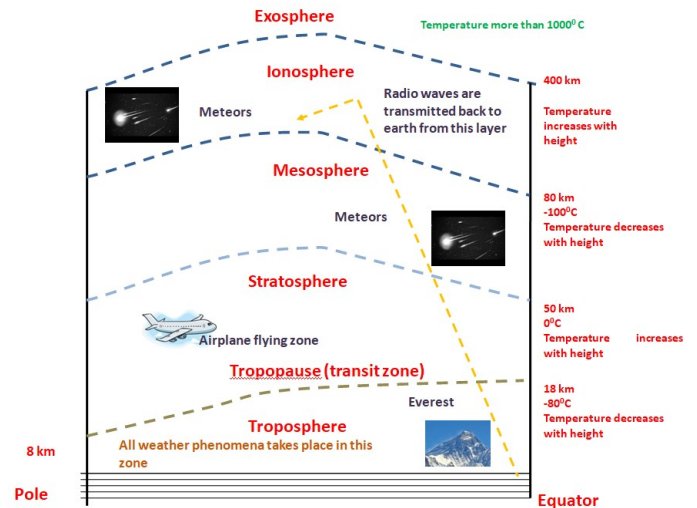 Exosphere
Temperature more than 1000⁰ C
Ionosphere
400 km
Meteors
Radio waves are
transmitted back to
earth from this layer
Temperature
increases with
height
Mesosphere
80 km
-100⁰C
Temperature decreases
with height
Meteors
Stratosphere
50 km
0⁰C
Temperature increases
with height
Airplane flying zone
Tropopause (transit zone)
18 km
-80⁰C
Temperature decreases
with height
Everest
Troposphere
All weather phenomena takes place in this
zone
8 km
Pole
Equator